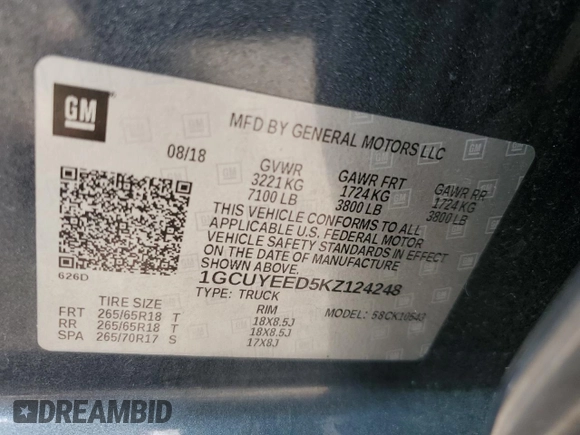 GM
MFD BY GENERAL MOTORS LLC
08/18
GVWR GAWR FRT GAWR RR
3221 KG 1724 KG 1724 KG
7100 LB 3800 LB 3800 LB
THIS VEHICLE CONFORMS TO ALL
APPLICABLE U.S. FEDERAL MOTOR
VEHICLE SAFETY STANDARDS IN EFFECT
ON THE DATE OF MANUFACTURE
SHOWN ABOVE.
626D
1GCUYEED5KZ124248
TYPE: TRUCK MODEL: S8CK10543
TIRE SIZE RIM
FRT 265/65R18 T 18X8.5J
RR 265/65R18 T 18X8.5J
SPA 265/70R17 S 17X8J
DREAMBID